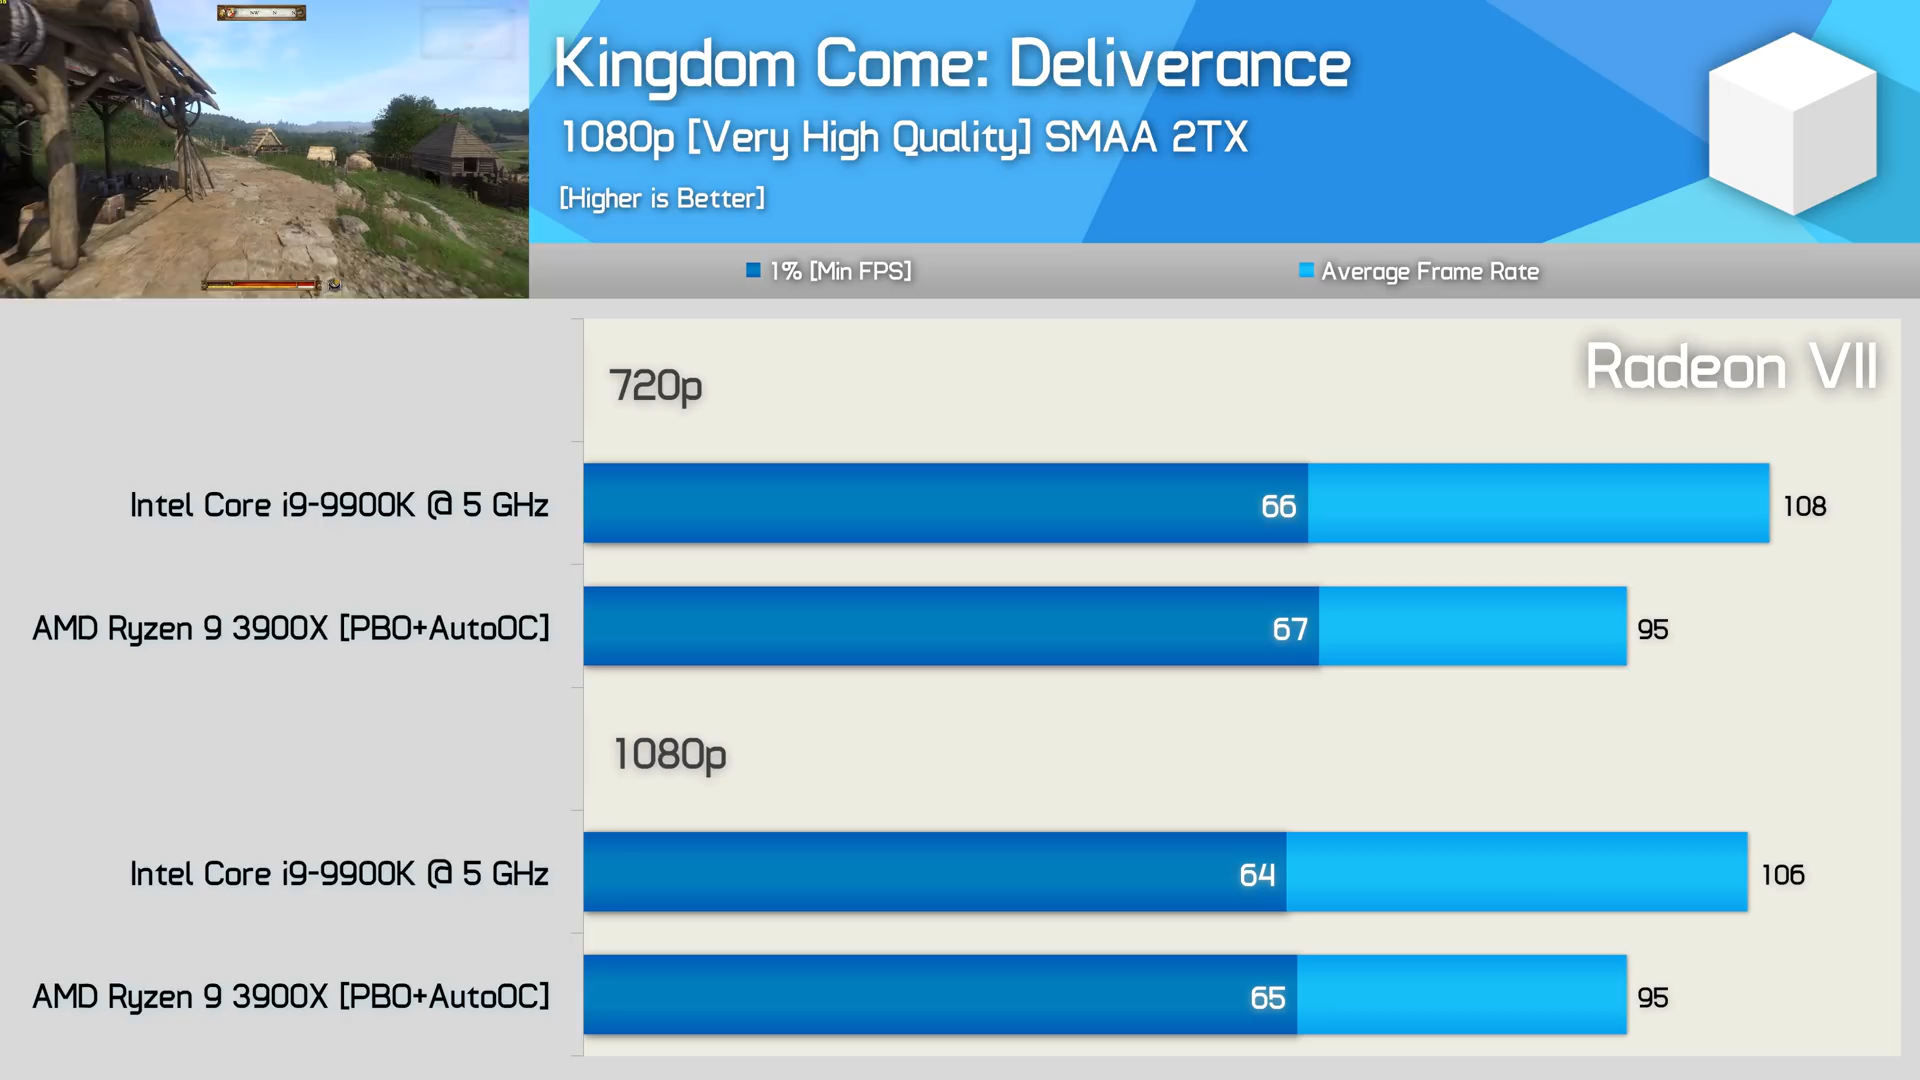 Kingdom Come: Deliverance
1080p [Very High Quality] SMAA 2TX
[Higher is Better]
1% [Min FPS]
Average Frame Rate
Radeon VII
720p
Intel Core i9-9900K @ 5 GHz
66
108
AMD Ryzen 9 3900X [PBO+AutoOC]
67
95
1080p
Intel Core i9-9900K @ 5 GHz
64
106
AMD Ryzen 9 3900X [PBO+AutoOC]
65
95